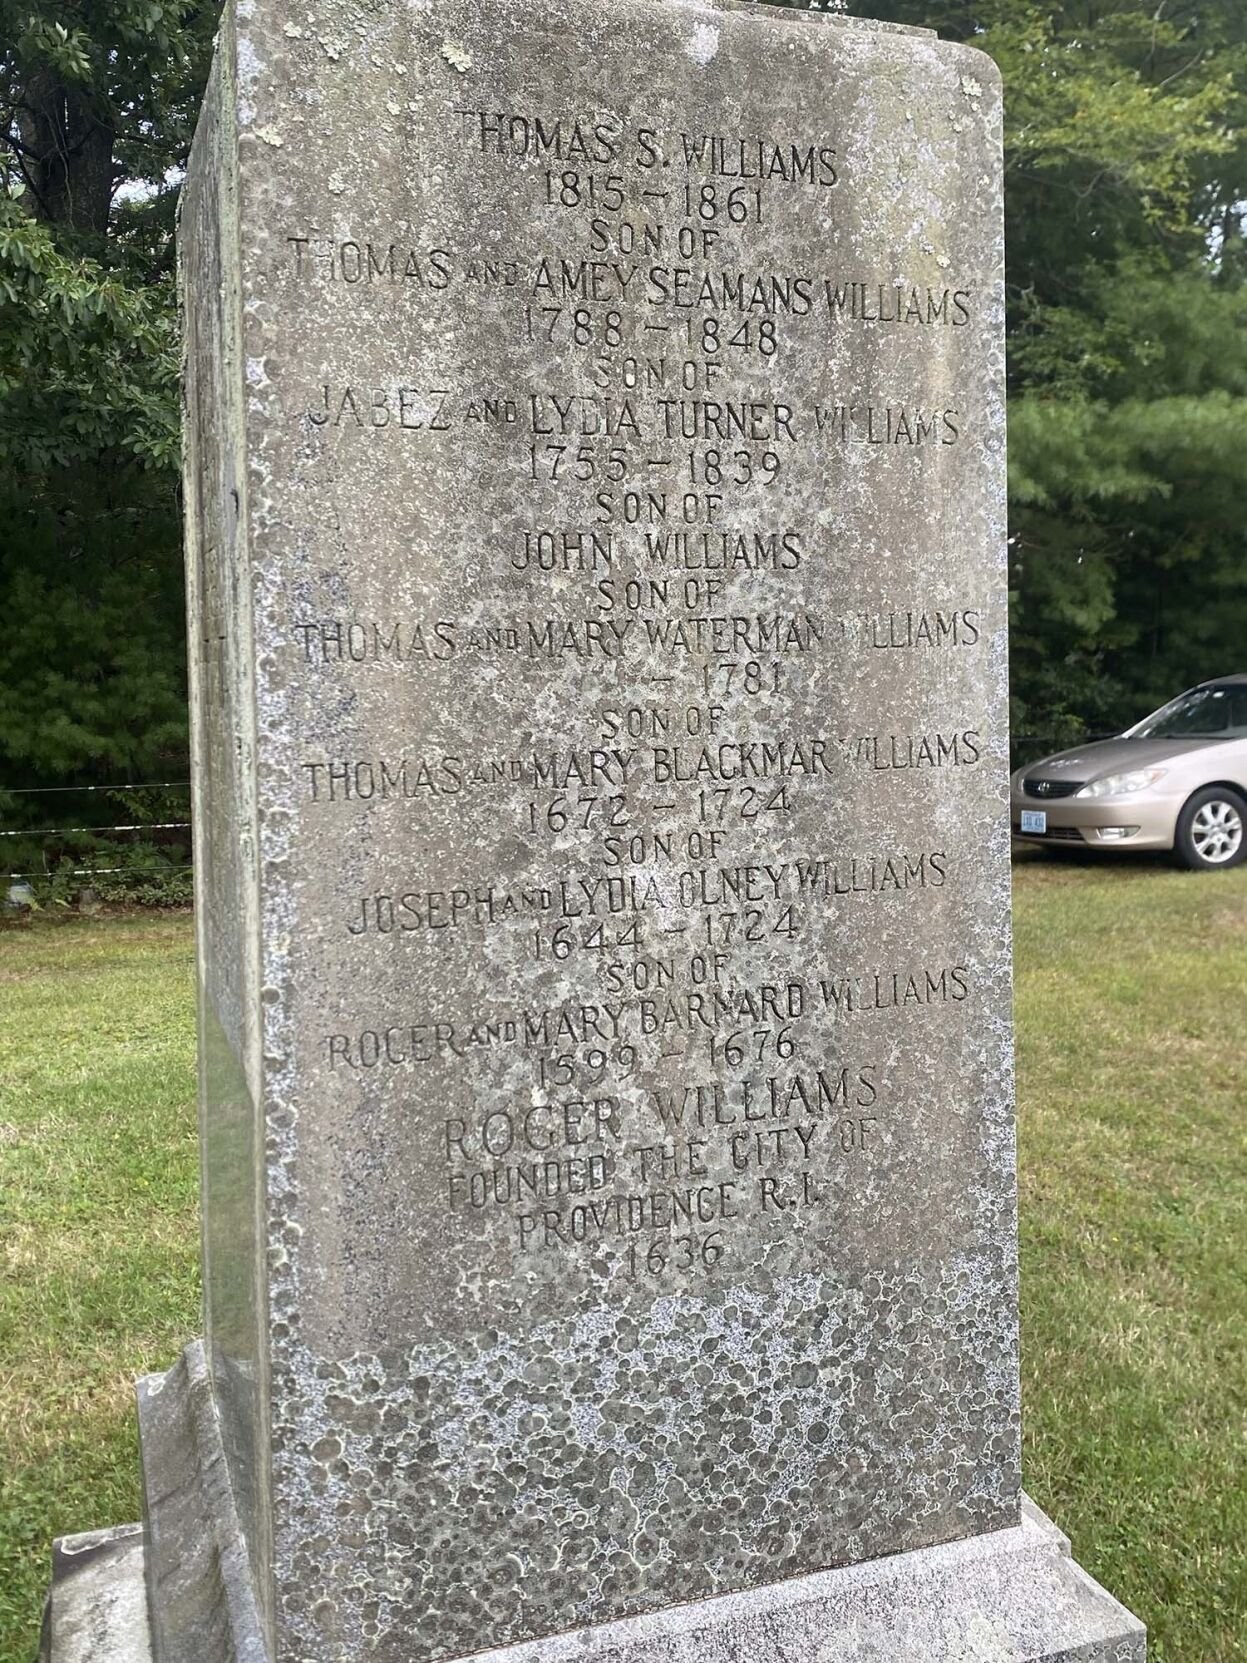 THOMAS S. WILLIAMS
1815 – 1861
SON OF
THOMAS AND AMEY SEAMANS WILLIAMS
1788 – 1848
SON OF
JABEZ AND LYDIA TURNER WILLIAMS
1755 – 1839
SON OF
JOHN WILLIAMS
SON OF
THOMAS AND MARY WATERMAN WILLIAMS
– 1781
SON OF
THOMAS AND MARY BLACKMAR WILLIAMS
1672 – 1724
SON OF
JOSEPH AND LYDIA OLNEY WILLIAMS
1644 – 1724
SON OF
ROGER AND MARY BARNARD WILLIAMS
1599 – 1676
ROGER WILLIAMS
FOUNDED THE CITY OF
PROVIDENCE R.I.
1636